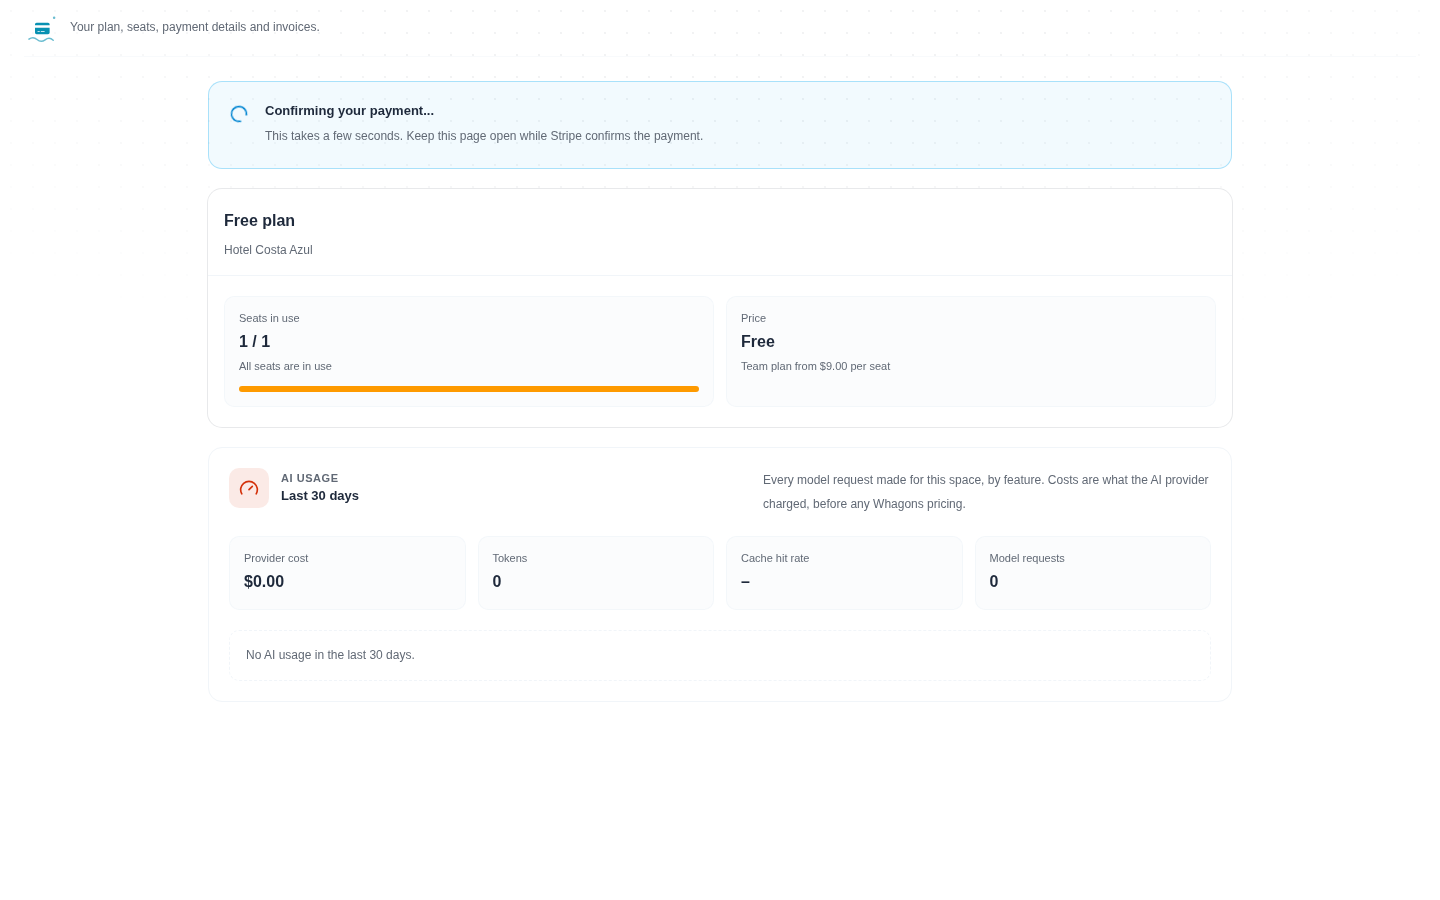 Your plan, seats, payment details and invoices.
Confirming your payment...
This takes a few seconds. Keep this page open while Stripe confirms the payment.
Free plan
Hotel Costa Azul
Seats in use
1 / 1
All seats are in use
Price
Free
Team plan from $9.00 per seat
AI USAGE
Last 30 days
Every model request made for this space, by feature. Costs are what the AI provider
charged, before any Whagons pricing.
Provider cost
$0.00
Tokens
0
Cache hit rate
–
Model requests
0
No AI usage in the last 30 days.